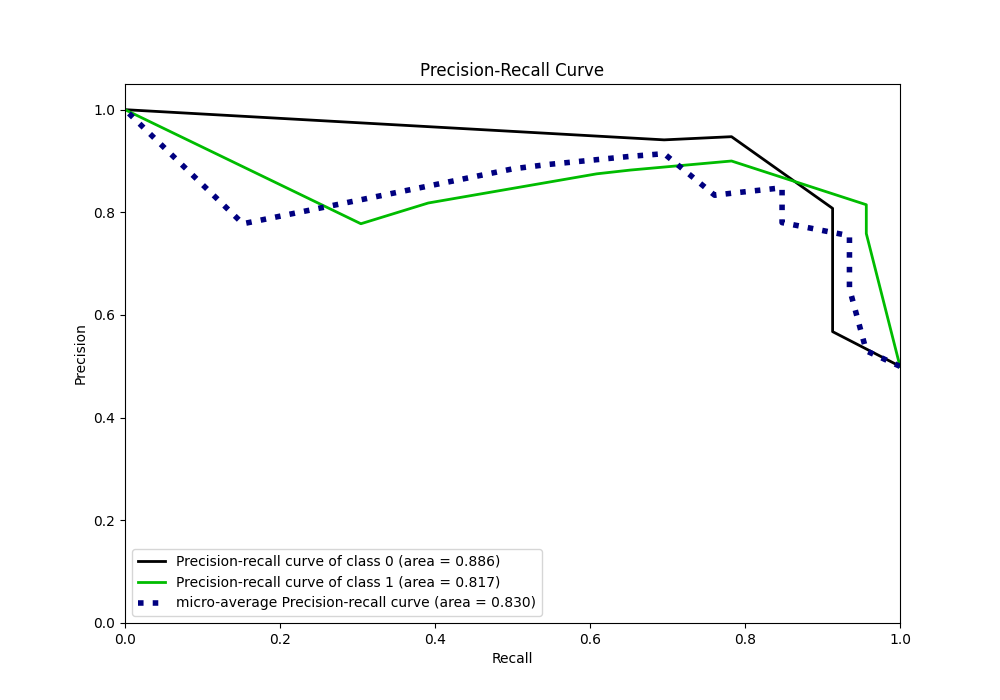 Precision-Recall Curve
1.0
0.8
0.6
0.4
0.2
0.0
Precision
Precision-recall curve of class 0 (area = 0.886)
Precision-recall curve of class 1 (area = 0.817)
micro-average Precision-recall curve (area = 0.830)
0.0 0.2 0.4 0.6 0.8 1.0
Recall